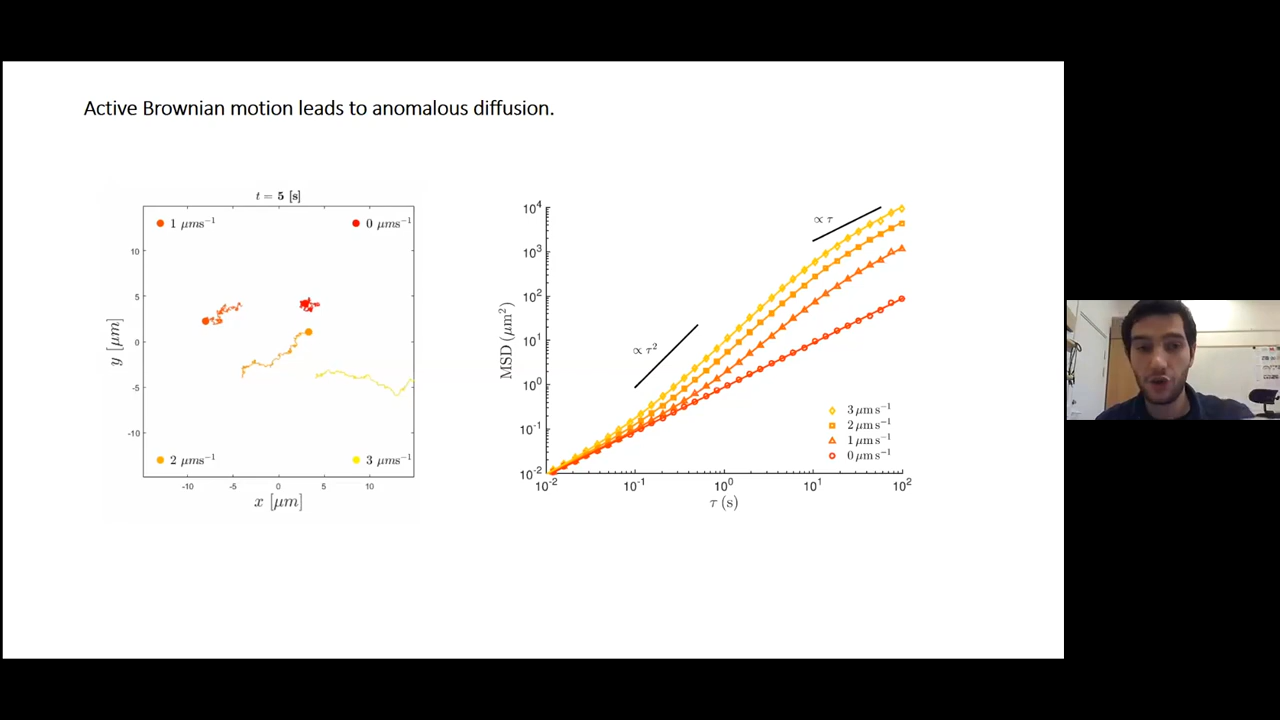 Active Brownian motion leads to anomalous diffusion.
t = 5 [s]
1 μms⁻¹
0 μms⁻¹
10
5
0
-5
-10
y [μm]
2 μms⁻¹
3 μms⁻¹
-10 -5 0 5 10
x [μm]
10⁴
10³
10²
10¹
10⁰
10⁻¹
10⁻²
MSD (μm²)
∝ τ
∝ τ²
3 μm s⁻¹
2 μm s⁻¹
1 μm s⁻¹
0 μm s⁻¹
10⁻² 10⁻¹ 10⁰ 10¹ 10²
τ (s)